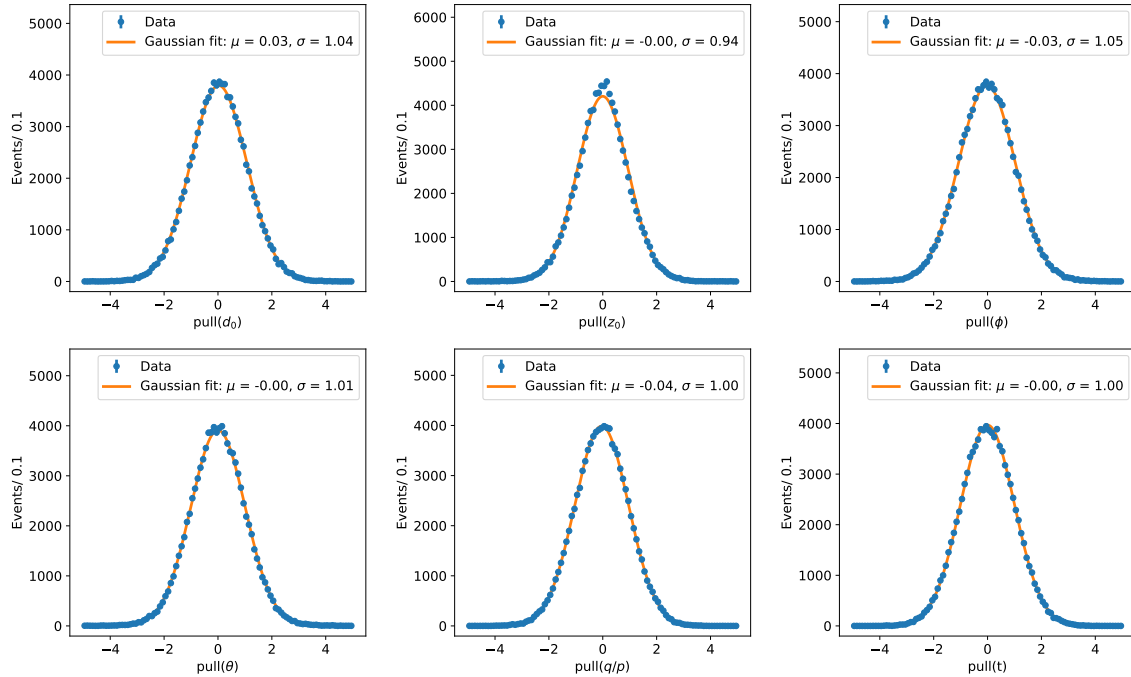 Data
Gaussian fit: μ = 0.03, σ = 1.04
5000
4000
3000
2000
1000
0
Events/ 0.1
−4 −2 0 2 4
pull(d₀)
Data
Gaussian fit: μ = -0.00, σ = 0.94
6000
5000
4000
3000
2000
1000
0
Events/ 0.1
−4 −2 0 2 4
pull(z₀)
Data
Gaussian fit: μ = -0.03, σ = 1.05
5000
4000
3000
2000
1000
0
Events/ 0.1
−4 −2 0 2 4
pull(ϕ)
Data
Gaussian fit: μ = -0.00, σ = 1.01
5000
4000
3000
2000
1000
0
Events/ 0.1
−4 −2 0 2 4
pull(θ)
Data
Gaussian fit: μ = -0.04, σ = 1.00
5000
4000
3000
2000
1000
0
Events/ 0.1
−4 −2 0 2 4
pull(q/p)
Data
Gaussian fit: μ = -0.00, σ = 1.00
5000
4000
3000
2000
1000
0
Events/ 0.1
−4 −2 0 2 4
pull(t)